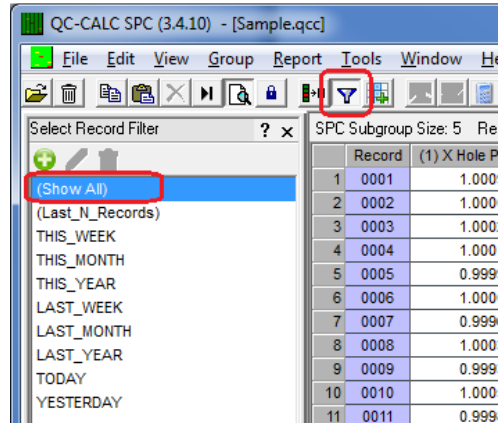 QC-CALC SPC (3.4.10) - [Sample.qcc]
File Edit View Group Report Tools Window
Select Record Filter ? x SPC Subgroup Size: 5
Record (1) X Hole
(Show All)
(Last_N_Records)
THIS_WEEK
THIS_MONTH
THIS_YEAR
LAST_WEEK
LAST_MONTH
LAST_YEAR
TODAY
YESTERDAY
1 0001
2 0002
3 0003
4 0004
5 0005
6 0006
7 0007
8 0008
9 0009
10 0010
11 0011